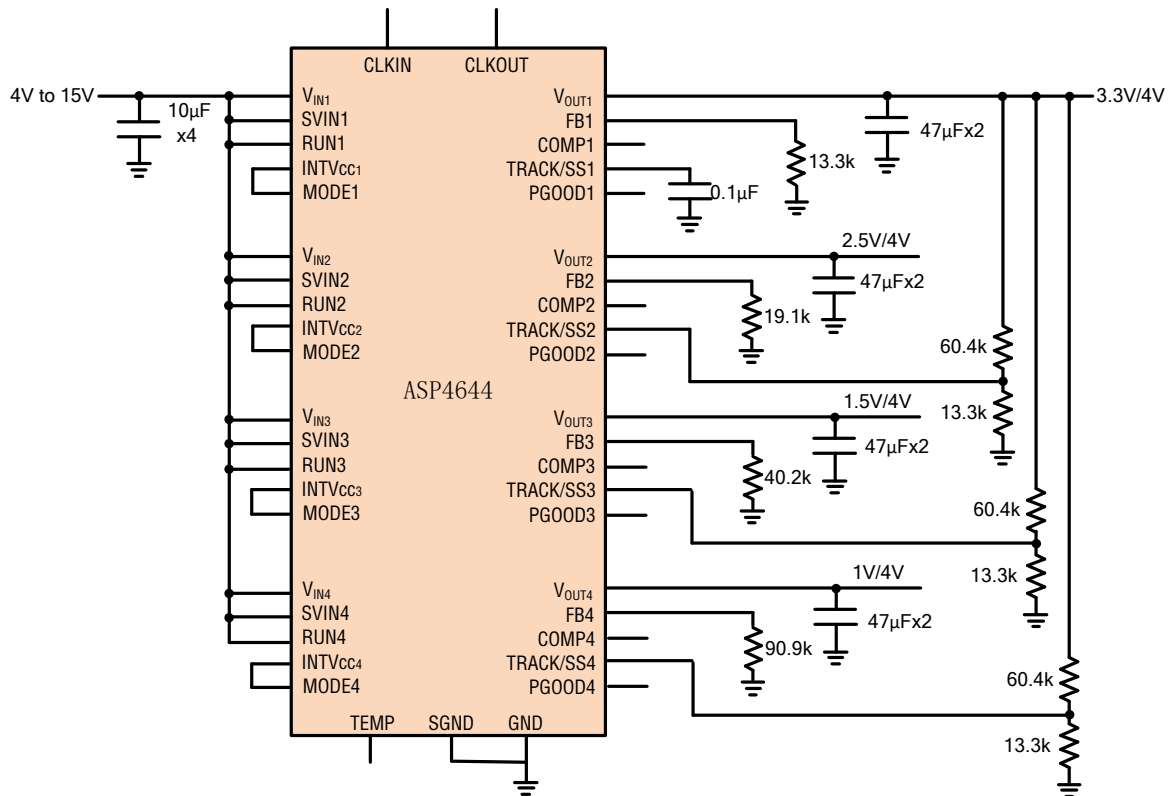 CLKIN
CLKOUT
4V to 15V
10µF
x4
VIN1
SVIN1
RUN1
INTVCC1
MODE1
VOUT1
FB1
COMP1
TRACK/SS1
PGOOD1
3.3V/4V
47µFx2
13.3k
0.1µF
VIN2
SVIN2
RUN2
INTVCC2
MODE2
VOUT2
FB2
COMP2
TRACK/SS2
PGOOD2
2.5V/4V
47µFx2
19.1k
60.4k
13.3k
ASP4644
VIN3
SVIN3
RUN3
INTVCC3
MODE3
VOUT3
FB3
COMP3
TRACK/SS3
PGOOD3
1.5V/4V
47µFx2
40.2k
60.4k
13.3k
VIN4
SVIN4
RUN4
INTVCC4
MODE4
VOUT4
FB4
COMP4
TRACK/SS4
PGOOD4
1V/4V
47µFx2
90.9k
60.4k
13.3k
TEMP
SGND
GND